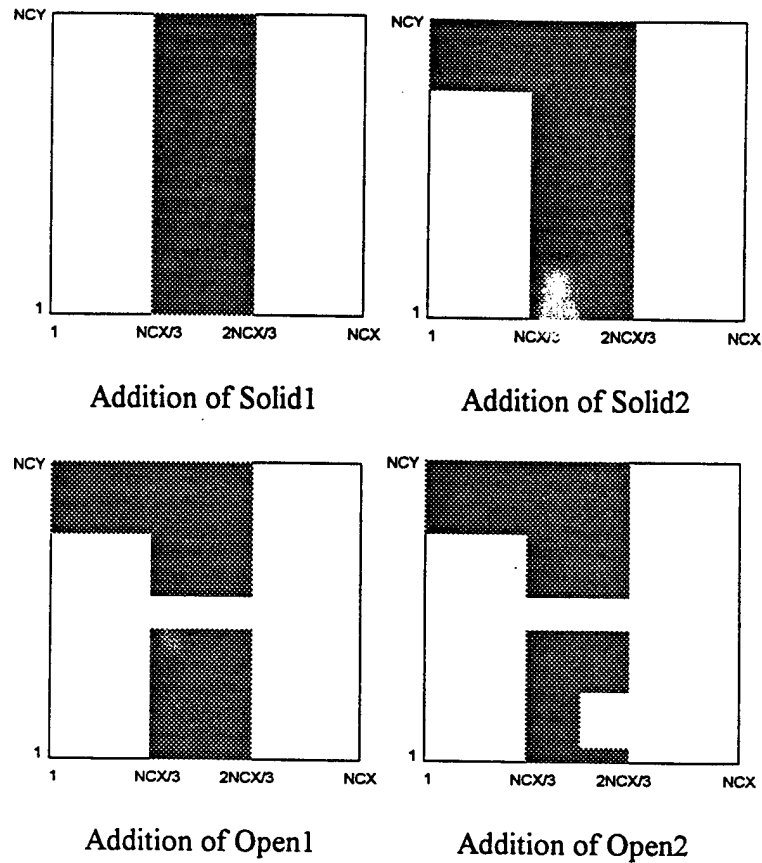 NCY
1
1 NCX/3 2NCX/3 NCX
Addition of Solid1
NCY
1
1 NCX/3 2NCX/3 NCX
Addition of Solid2
NCY
1
1 NCX/3 2NCX/3 NCX
Addition of Open1
NCY
1
1 NCX/3 2NCX/3 NCX
Addition of Open2